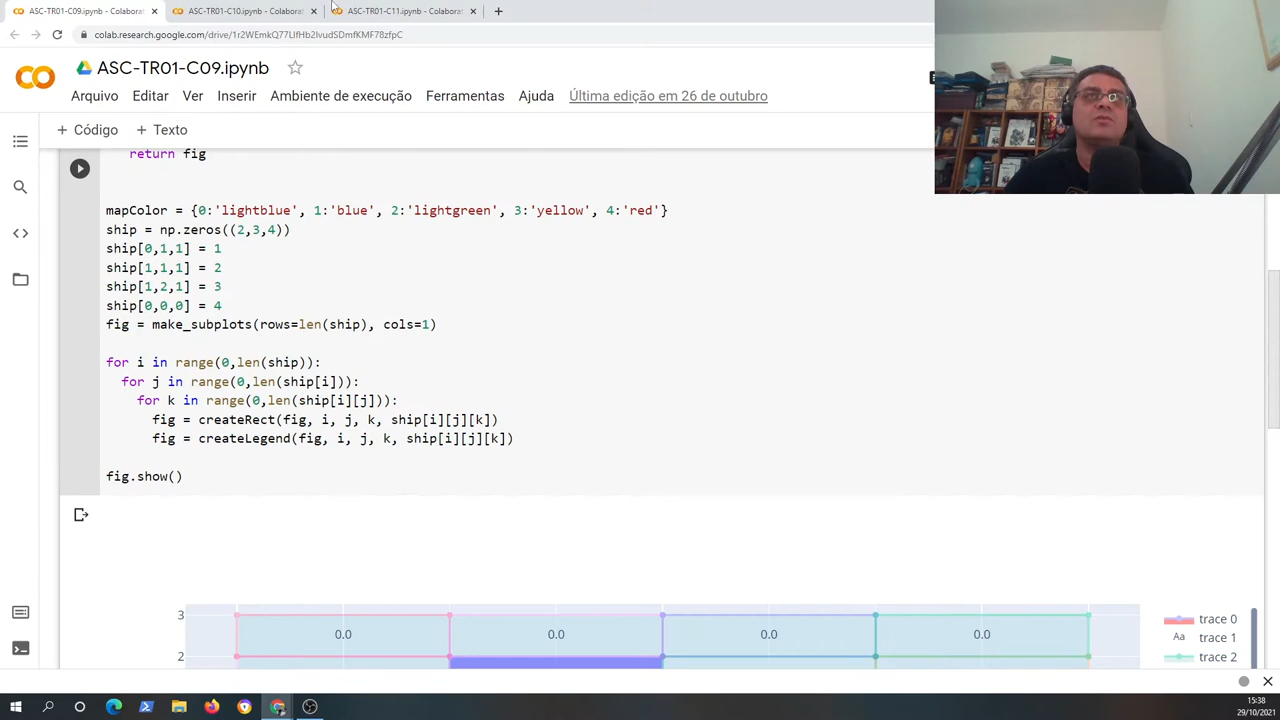 ASC-TR01-C09.ipynb - Colaborat
ASC-TR01-C10.ipynb - Colaborat
ASC-TR01-C11.ipynb - Colaborat
colab.research.google.com/drive/1r2WEmkQ77LlfHb2IvudSDmfKMF78zfpC
ASC-TR01-C09.ipynb
Arquivo Editar Ver Inserir Ambiente de execução Ferramentas Ajuda Última edição em 26 de outubro
+ Código + Texto
return fig
mapColor = {0:'lightblue', 1:'blue', 2:'lightgreen', 3:'yellow', 4:'red'}
ship = np.zeros((2,3,4))
ship[0,1,1] = 1
ship[1,1,1] = 2
ship[1,2,1] = 3
ship[0,0,0] = 4
fig = make_subplots(rows=len(ship), cols=1)
for i in range(0,len(ship)):
for j in range(0,len(ship[i])):
for k in range(0,len(ship[i][j])):
fig = createRect(fig, i, j, k, ship[i][j][k])
fig = createLegend(fig, i, j, k, ship[i][j][k])
fig.show()
3
0.0 0.0 0.0 0.0
2
trace 0
Aa trace 1
trace 2
15:38
29/10/2021